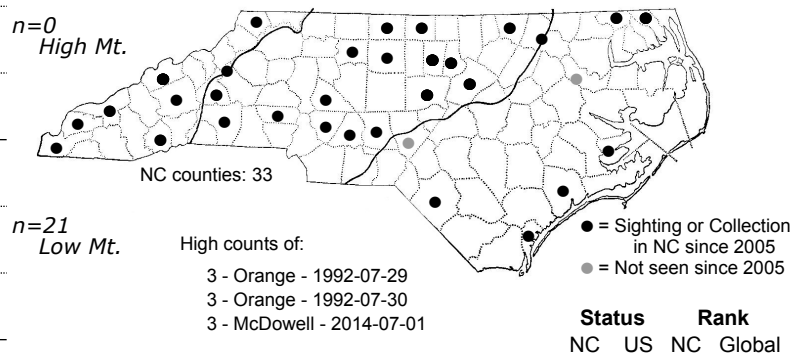 n=0
High Mt.
NC counties: 33
n=21
Low Mt.
High counts of:
3 - Orange - 1992-07-29
3 - Orange - 1992-07-30
3 - McDowell - 2014-07-01
= Sighting or Collection
in NC since 2005
= Not seen since 2005
Status Rank
NC US NC Global